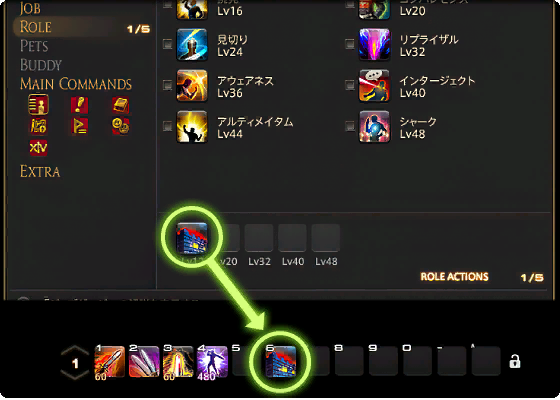 JOB
ROLE 1/5
PETS
BUDDY
MAIN COMMANDS
XIV
EXTRA
Lv16
Lv20
見切り
Lv24
リプライザル
Lv32
アウェアネス
Lv36
インタージェクト
Lv40
アルティメイタム
Lv44
シャーク
Lv48
Lv12 Lv20 Lv32 Lv40 Lv48
ROLE ACTIONS 1/5
1 1 2 3 4 5 6 8 9 0 - ^
60 60 480